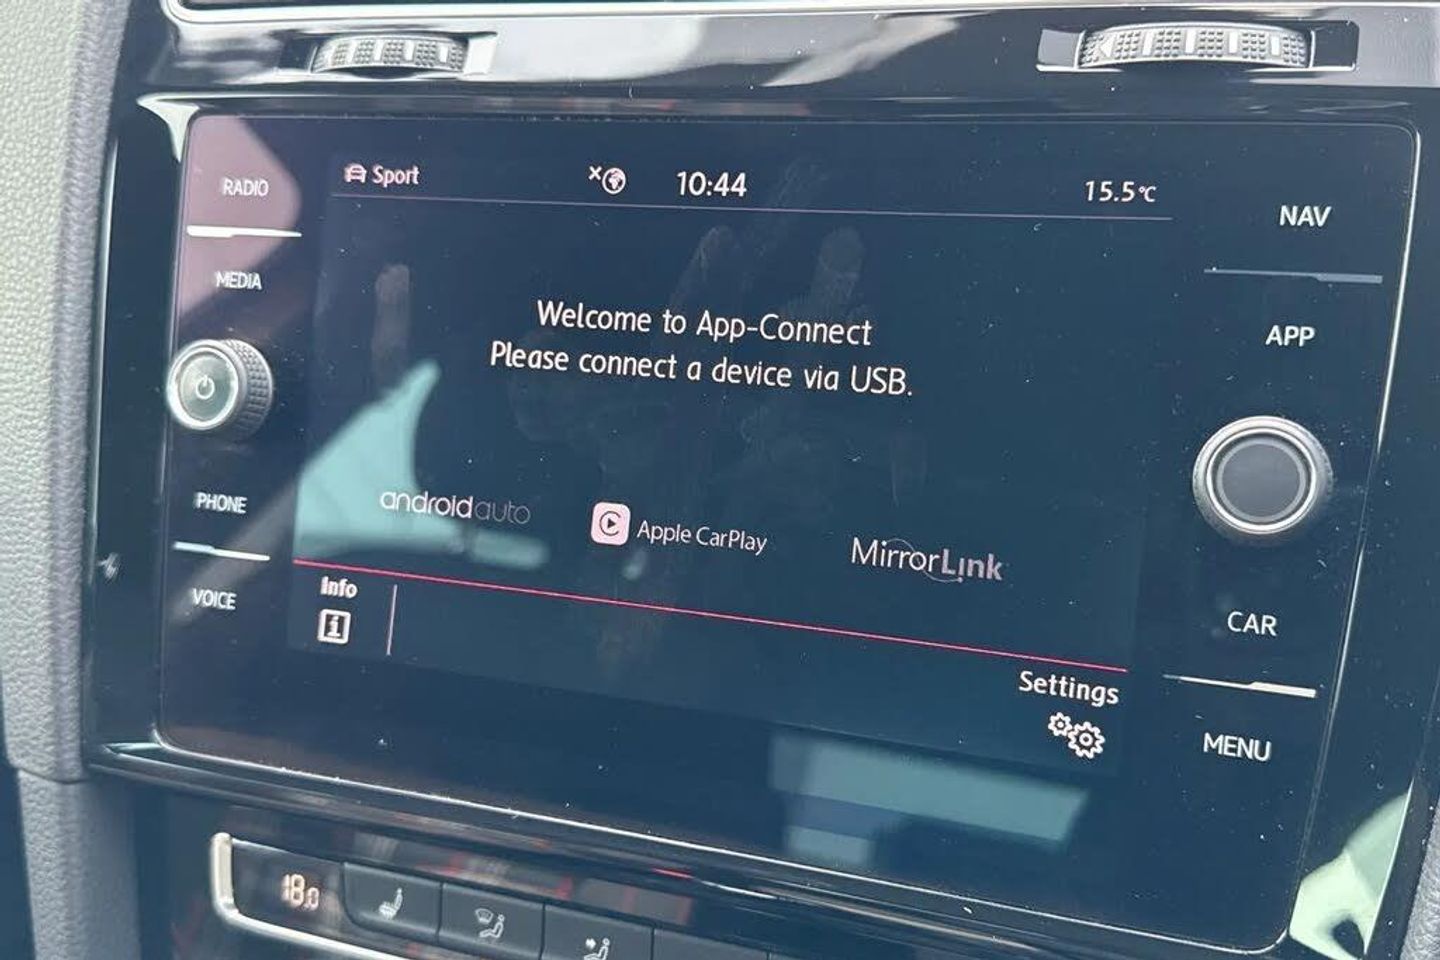 Sport 10:44 15.5°C
RADIO
MEDIA
PHONE
VOICE
Welcome to App-Connect
Please connect a device via USB.
androidauto
Apple CarPlay
MirrorLink
Info
Settings
NAV
APP
CAR
MENU
18.0